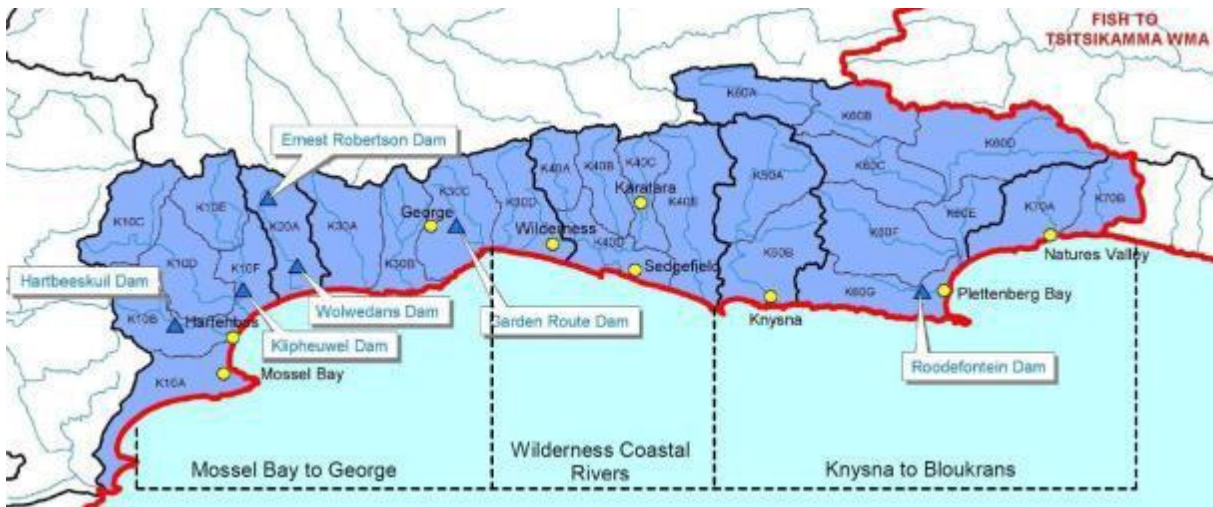 FISH TO
TSITSIKAMMA WMA
K60A
K60B
Ernest Robertson Dam
K60D
K40C
K40A
K40B
K60C
K50A
K30C
Karatara
K10E
K10C
K20A
K30A
George
K30D
K40E
K60E
K70A
K70B
K60F
Wilderness
K40D
K10D
K10F
K30B
K50B
Natures Valley
Hartbeeskuil Dam
Sedgefield
K60G
Plettenberg Bay
Wolwedans Dam
Garden Route Dam
Knysna
K10B
Hartenbos
Klipheuwel Dam
Roodefontein Dam
K10A
Mossel Bay
Mossel Bay to George
Wilderness Coastal
Rivers
Knysna to Bloukrans